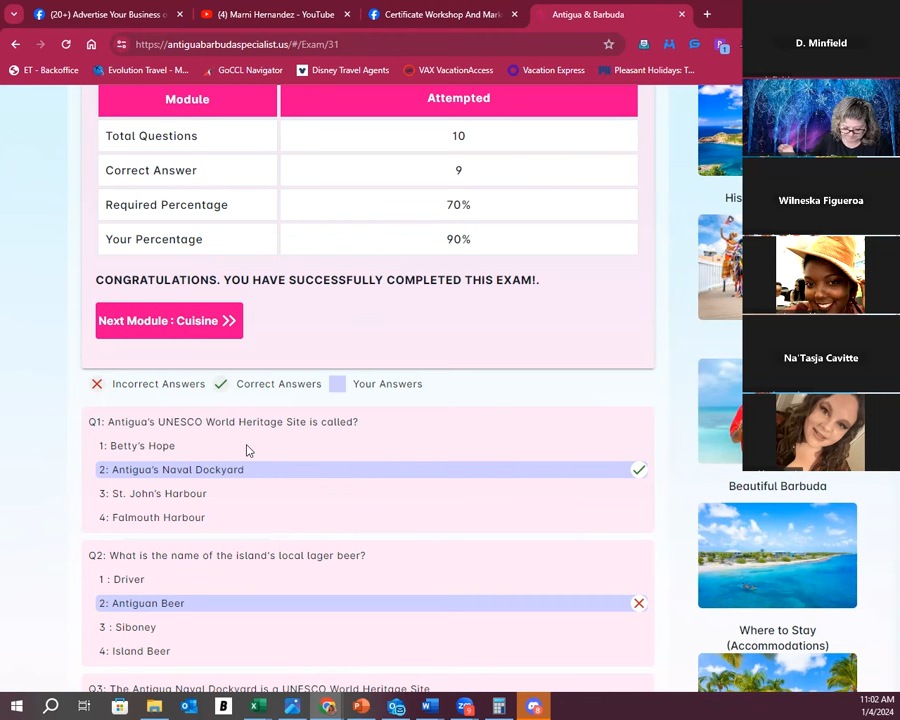 (20+) Advertise Your Business o
(4) Marni Hernandez - YouTube
Certificate Workshop And Mark
Antigua & Barbuda
https://antiguabarbudaspecialist.us/#/Exam/31
ET - Backoffice
Evolution Travel - M...
GoCCL Navigator
Disney Travel Agents
VAX VacationAccess
Vacation Express
Pleasant Holidays: T...
D. Minfield
Module
Attempted
Total Questions
10
Correct Answer
9
Required Percentage
70%
Your Percentage
90%
CONGRATULATIONS. YOU HAVE SUCCESSFULLY COMPLETED THIS EXAM!.
Next Module : Cuisine >>
Incorrect Answers
Correct Answers
Your Answers
Q1: Antigua's UNESCO World Heritage Site is called?
1: Betty's Hope
2: Antigua's Naval Dockyard
3: St. John's Harbour
4: Falmouth Harbour
Q2: What is the name of the island's local lager beer?
1 : Driver
2: Antiguan Beer
3 : Siboney
4: Island Beer
Q3: The Antigua Naval Dockyard is a UNESCO World Heritage Site
His
Wilneska Figueroa
Na'Tasja Cavitte
Beautiful Barbuda
Where to Stay
(Accommodations)
11:02 AM
1/4/2024